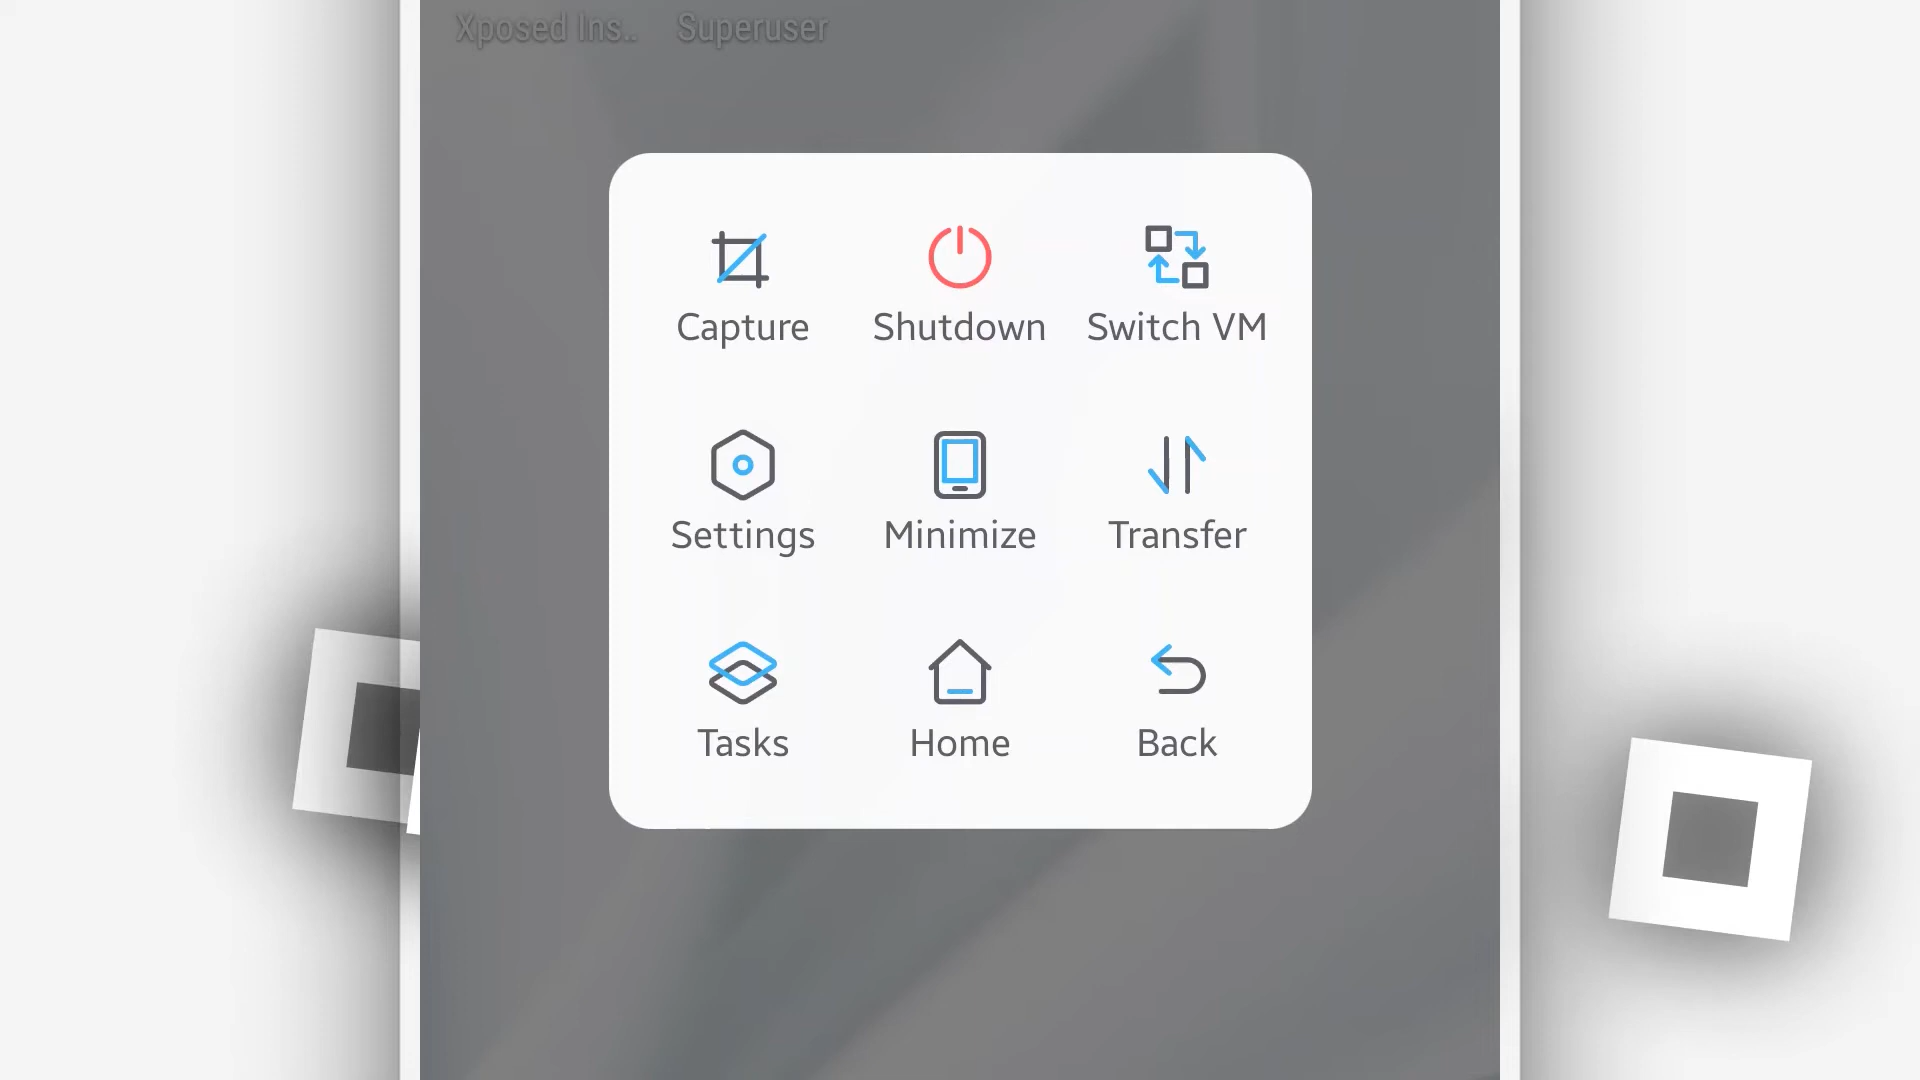 Xposed Ins.. Superuser
Capture Shutdown Switch VM
Settings Minimize Transfer
Tasks Home Back